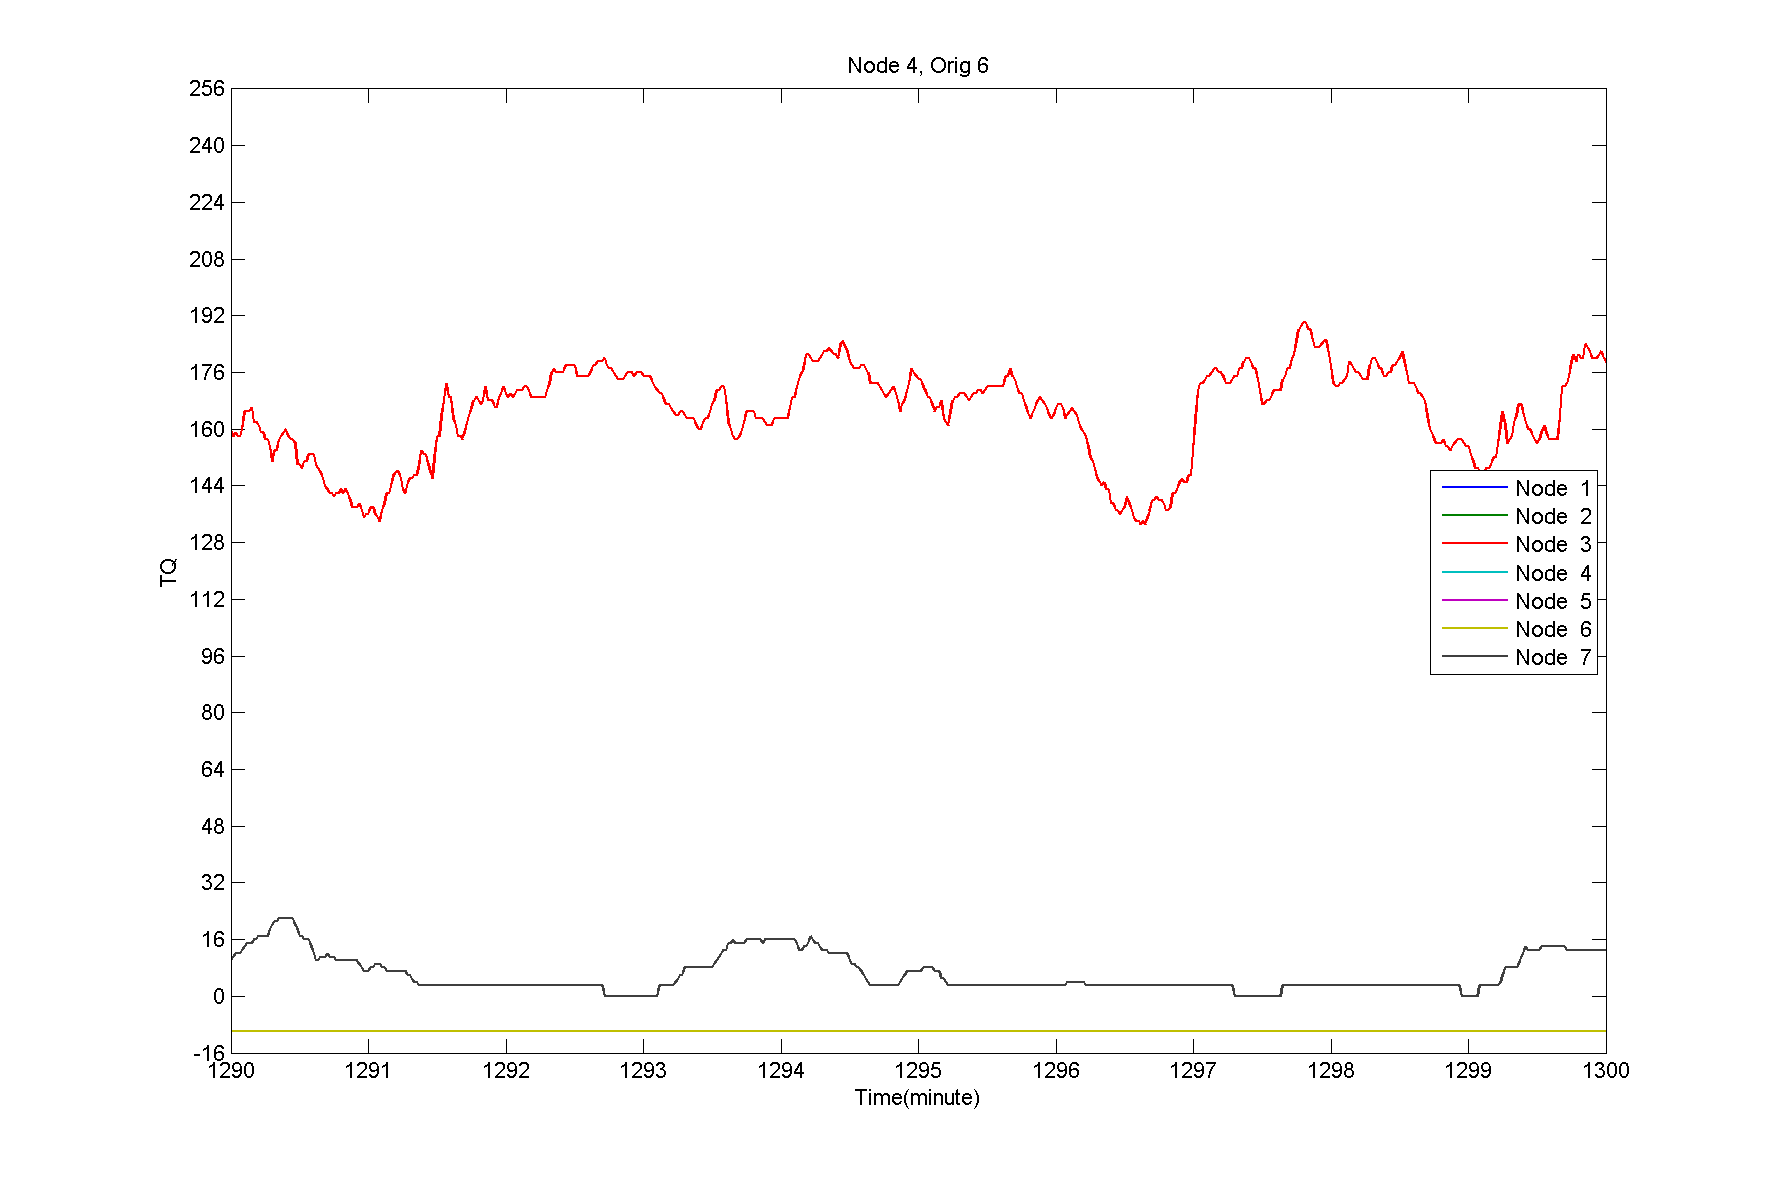 Node 4, Orig 6
256
240
224
208
192
176
160
144
128
112
96
80
64
48
32
16
0
-16
TQ
Node 1
Node 2
Node 3
Node 4
Node 5
Node 6
Node 7
1290 1291 1292 1293 1294 1295 1296 1297 1298 1299 1300
Time(minute)